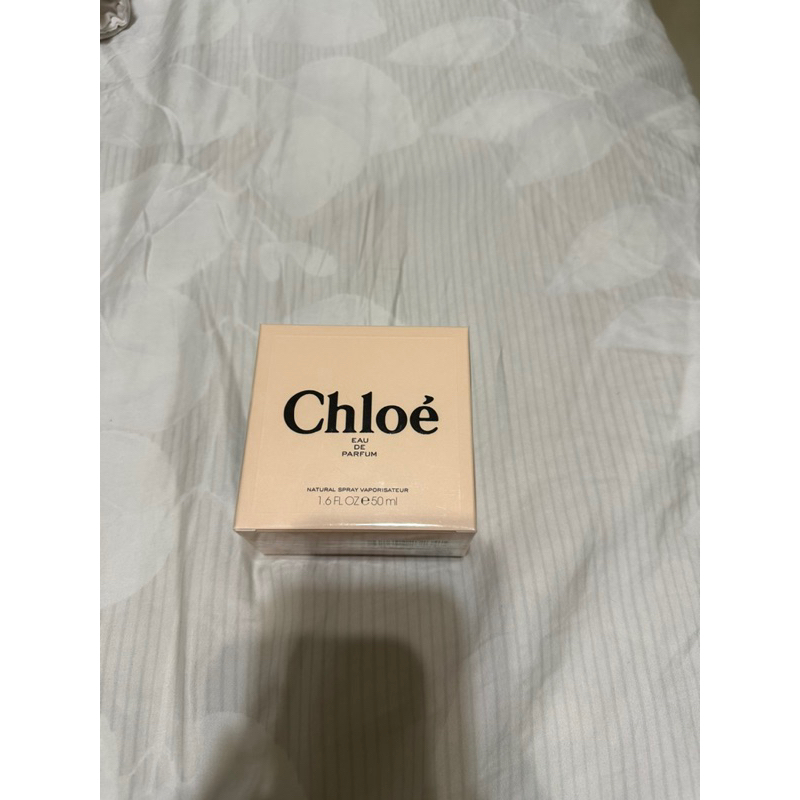 Chloé
EAU
DE
PARFUM
NATURAL SPRAY VAPORISATEUR
1.6 FL OZ ℮ 50 ml